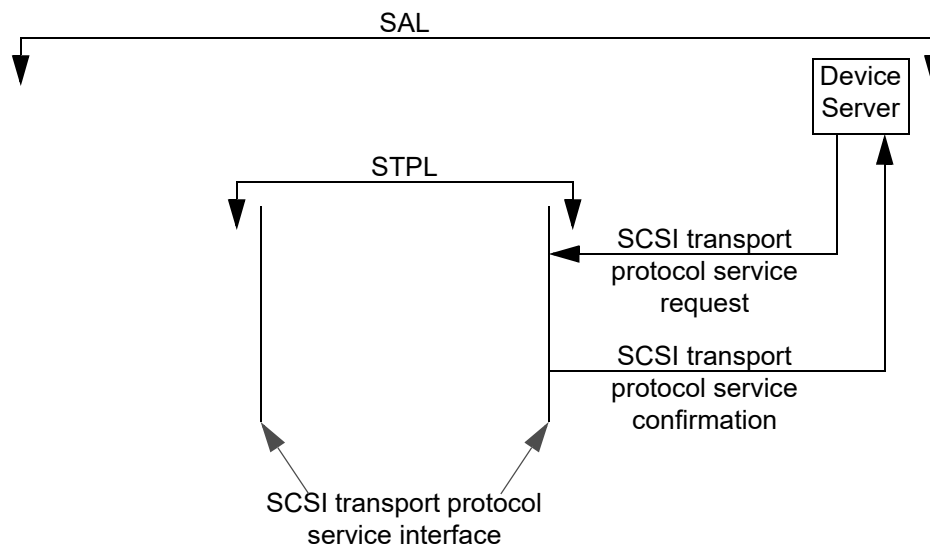 SAL
Device
Server
STPL
SCSI transport
protocol service
request
SCSI transport
protocol service
confirmation
SCSI transport protocol
service interface